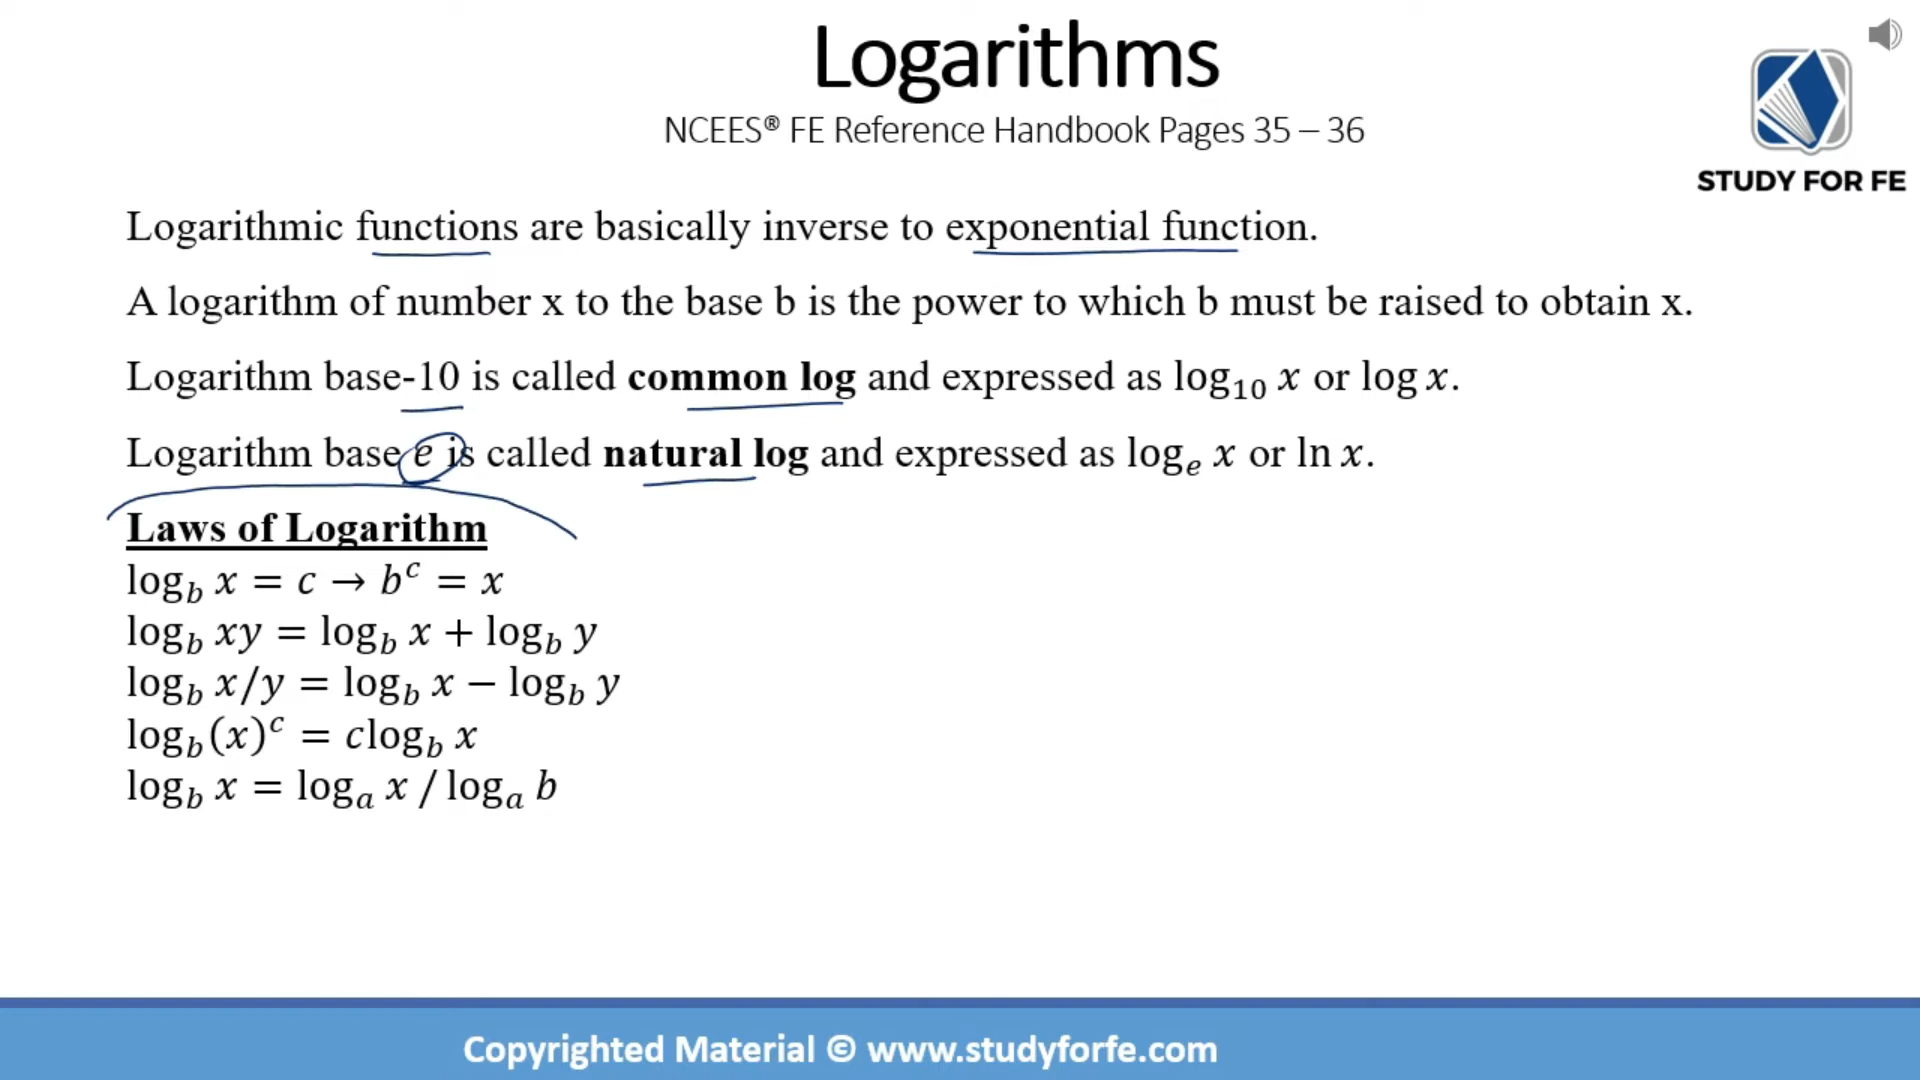 Logarithms
NCEES® FE Reference Handbook Pages 35 – 36
STUDY FOR FE
Logarithmic functions are basically inverse to exponential function.
A logarithm of number x to the base b is the power to which b must be raised to obtain x.
Logarithm base-10 is called common log and expressed as log₁₀ x or log x.
Logarithm base e is called natural log and expressed as logₑ x or ln x.
Laws of Logarithm
log_b x = c → b^c = x
log_b xy = log_b x + log_b y
log_b x/y = log_b x − log_b y
log_b (x)^c = clog_b x
log_b x = log_a x / log_a b
Copyrighted Material © www.studyforfe.com